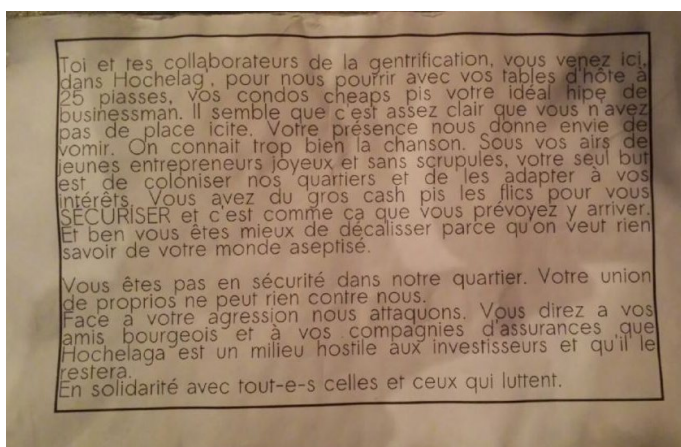 Toi et tes collaborateurs de la gentrification, vous venez ici,
dans Hochelag', pour nous pourrir avec vos tables d'hôte à
25 piasses, vos condos cheaps pis votre idéal hipe de
businessman. Il semble que c'est assez clair que vous n'avez
pas de place icite. Votre présence nous donne envie de
vomir. On connait trop bien la chanson. Sous vos airs de
jeunes entrepreneurs joyeux et sans scrupules, votre seul but
est de coloniser nos quartiers et de les adapter à vos
intérêts. Vous avez du gros cash pis les flics pour vous
SÉCURISER et c'est comme ça que vous prévoyez y arriver.
Et ben vous êtes mieux de décalisser parce qu'on veut rien
savoir de votre monde aseptisé.
Vous êtes pas en sécurité dans notre quartier. Votre union
de proprios ne peut rien contre nous.
Face a votre agression nous attaquons. Vous direz a vos
amis bourgeois et à vos compagnies d'assurances que
Hochelaga est un milieu hostile aux investisseurs et qu'il le
restera.
En solidarité avec tout-e-s celles et ceux qui luttent.